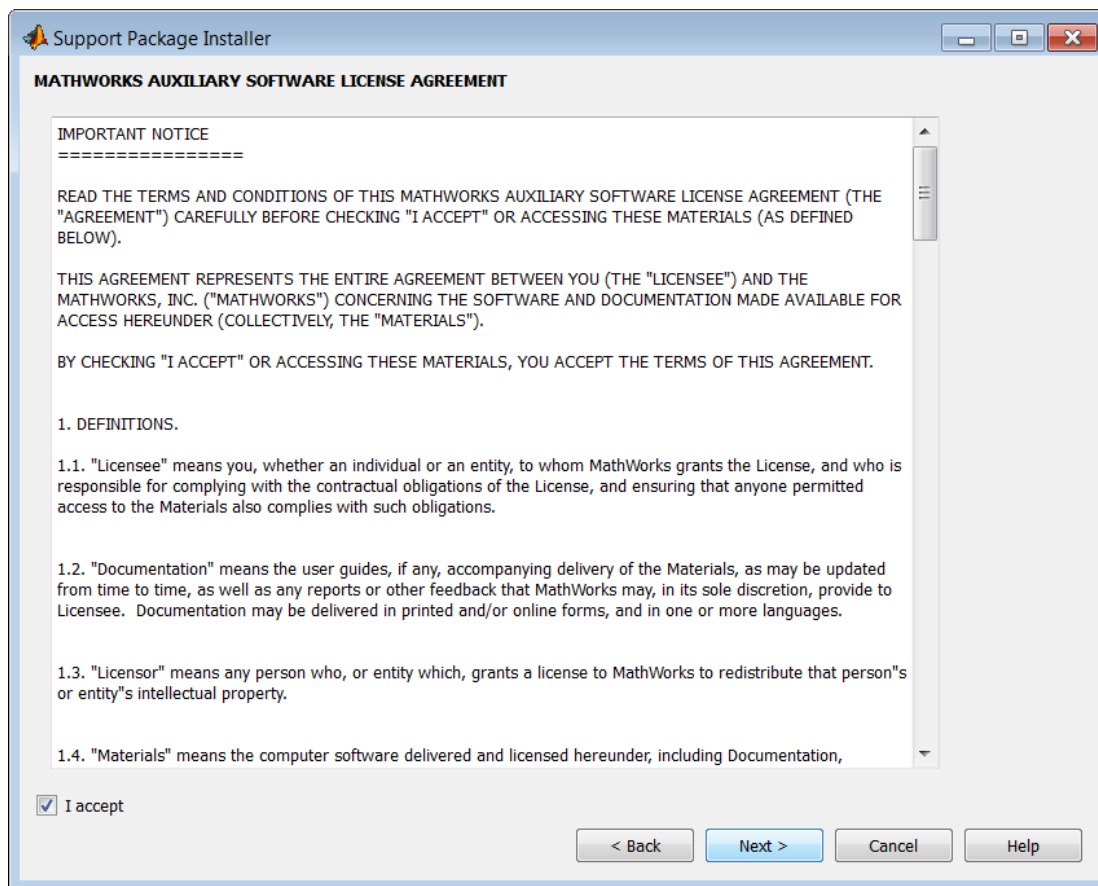 Support Package Installer
MATHWORKS AUXILIARY SOFTWARE LICENSE AGREEMENT
IMPORTANT NOTICE
================
READ THE TERMS AND CONDITIONS OF THIS MATHWORKS AUXILIARY SOFTWARE LICENSE AGREEMENT (THE
"AGREEMENT") CAREFULLY BEFORE CHECKING "I ACCEPT" OR ACCESSING THESE MATERIALS (AS DEFINED
BELOW).
THIS AGREEMENT REPRESENTS THE ENTIRE AGREEMENT BETWEEN YOU (THE "LICENSEE") AND THE
MATHWORKS, INC. ("MATHWORKS") CONCERNING THE SOFTWARE AND DOCUMENTATION MADE AVAILABLE FOR
ACCESS HEREUNDER (COLLECTIVELY, THE "MATERIALS").
BY CHECKING "I ACCEPT" OR ACCESSING THESE MATERIALS, YOU ACCEPT THE TERMS OF THIS AGREEMENT.
1. DEFINITIONS.
1.1. "Licensee" means you, whether an individual or an entity, to whom MathWorks grants the License, and who is
responsible for complying with the contractual obligations of the License, and ensuring that anyone permitted
access to the Materials also complies with such obligations.
1.2. "Documentation" means the user guides, if any, accompanying delivery of the Materials, as may be updated
from time to time, as well as any reports or other feedback that MathWorks may, in its sole discretion, provide to
Licensee.  Documentation may be delivered in printed and/or online forms, and in one or more languages.
1.3. "Licensor" means any person who, or entity which, grants a license to MathWorks to redistribute that person"s
or entity"s intellectual property.
1.4. "Materials" means the computer software delivered and licensed hereunder, including Documentation,
I accept
< Back
Next >
Cancel
Help